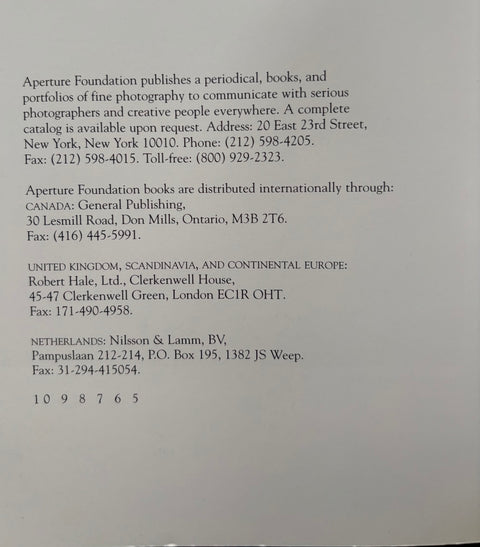 Aperture Foundation publishes a periodical, books, and
portfolios of fine photography to communicate with serious
photographers and creative people everywhere. A complete
catalog is available upon request. Address: 20 East 23rd Street,
New York, New York 10010. Phone: (212) 598-4205.
Fax: (212) 598-4015. Toll-free: (800) 929-2323.
Aperture Foundation books are distributed internationally through:
CANADA: General Publishing,
30 Lesmill Road, Don Mills, Ontario, M3B 2T6.
Fax: (416) 445-5991.
UNITED KINGDOM, SCANDINAVIA, AND CONTINENTAL EUROPE:
Robert Hale, Ltd., Clerkenwell House,
45-47 Clerkenwell Green, London EC1R OHT.
Fax: 171-490-4958.
NETHERLANDS: Nilsson & Lamm, BV,
Pampuslaan 212-214, P.O. Box 195, 1382 JS Weep.
Fax: 31-294-415054.
10 9 8 7 6 5